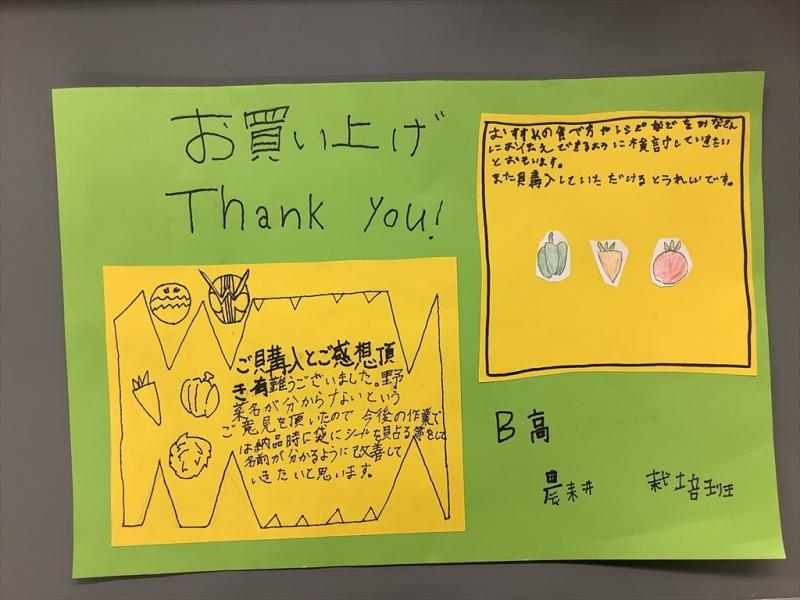 お買い上げ
Thank you!
おすすめの食べ方やレシピなどをみなさん
にお伝えできるように検討していきたい
とおもいます。
また購入していただけるとうれしいです。
ご購入とご感想頂
き有難うございました。野
菜名が分からないという
ご意見を頂いたので今後の作業で
は納品時に袋にシールを貼る等をして
名前が分かるように改善して
いきたいと思います。
B高
農耕 栽培班